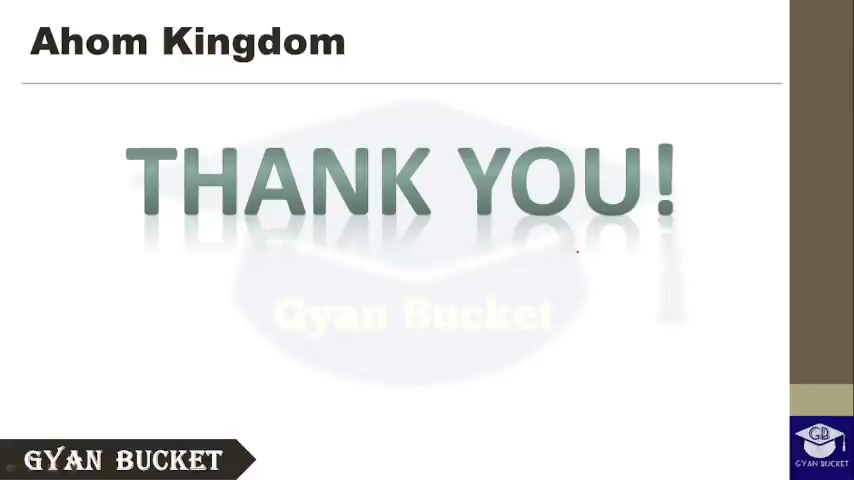 Ahom Kingdom
THANK YOU!
Gyan Bucket
GYAN BUCKET
GB
GYAN BUCKET